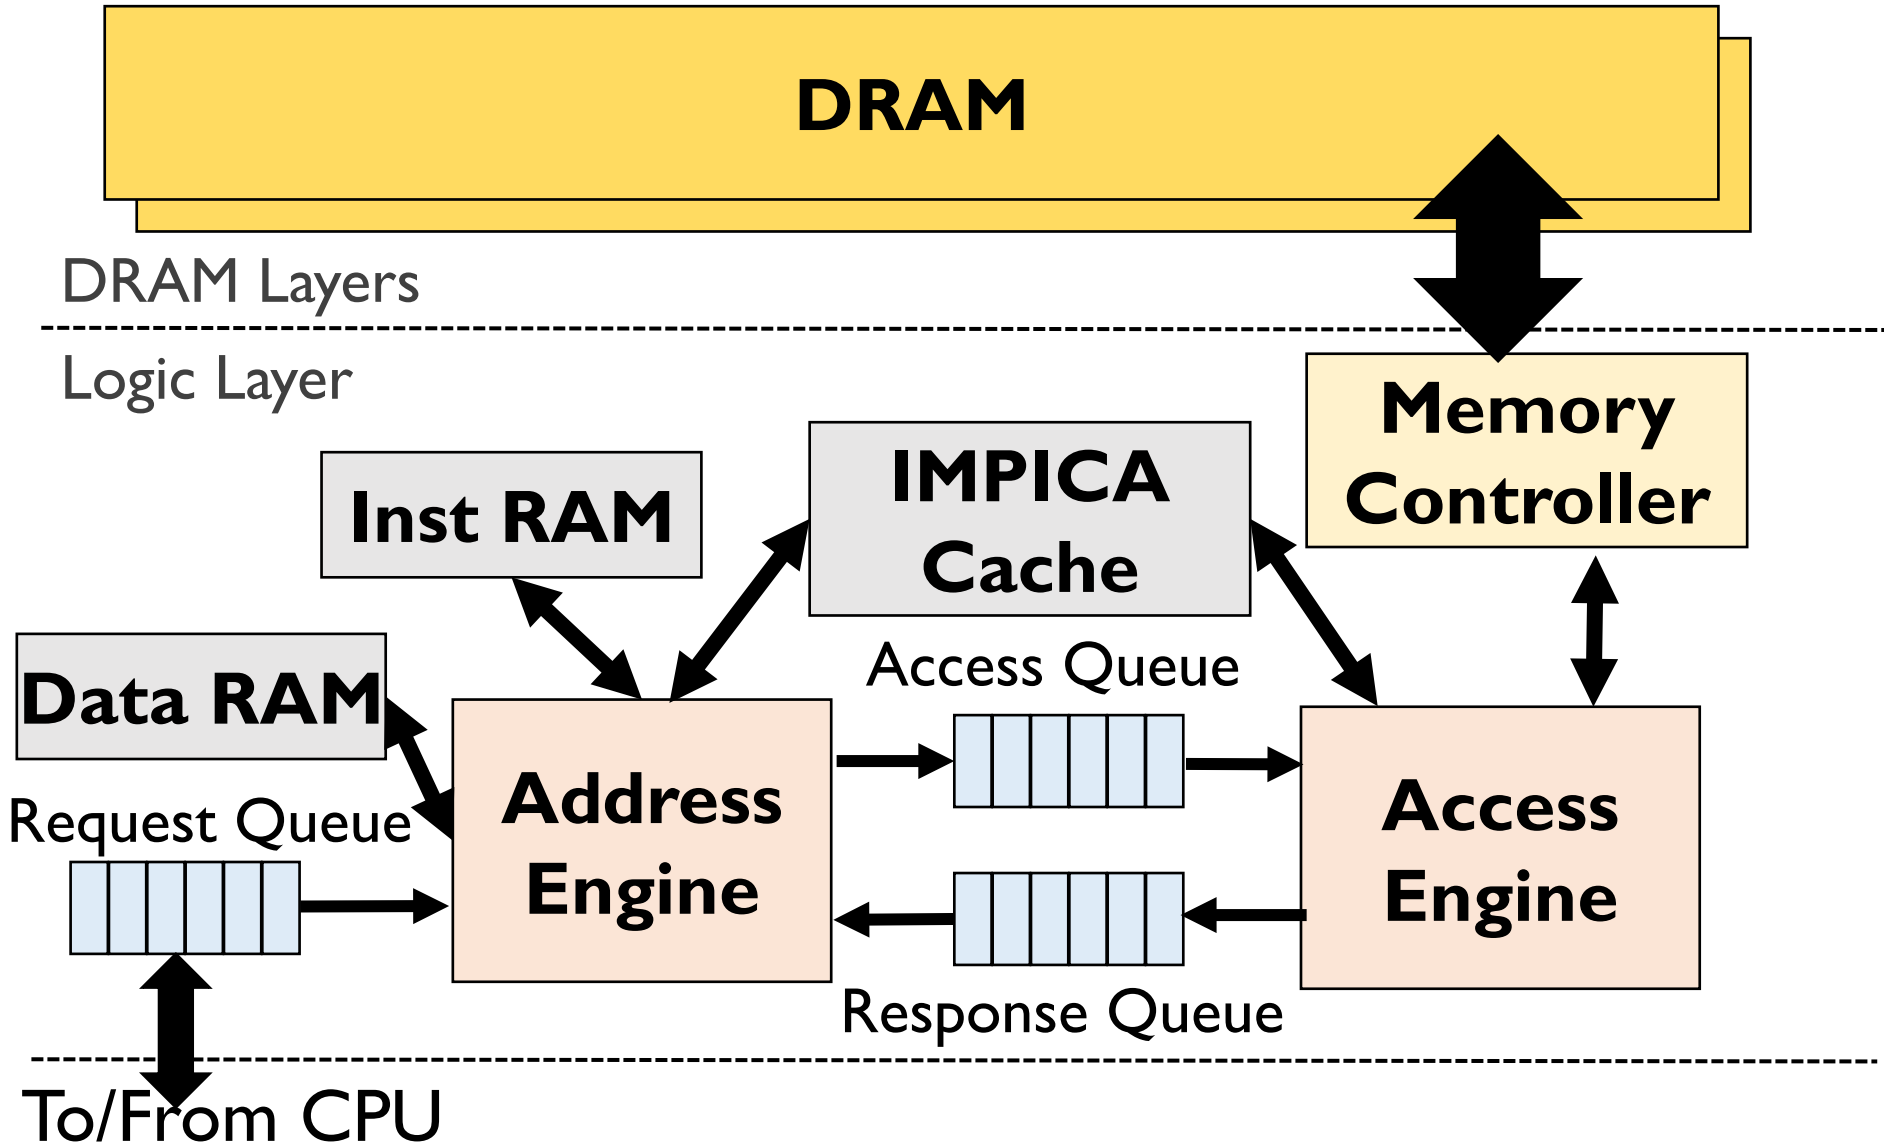 DRAM
DRAM Layers
Logic Layer
Memory
Controller
IMPICA
Cache
Inst RAM
Data RAM
Access Queue
Request Queue
Address
Engine
Access
Engine
Response Queue
To/From CPU